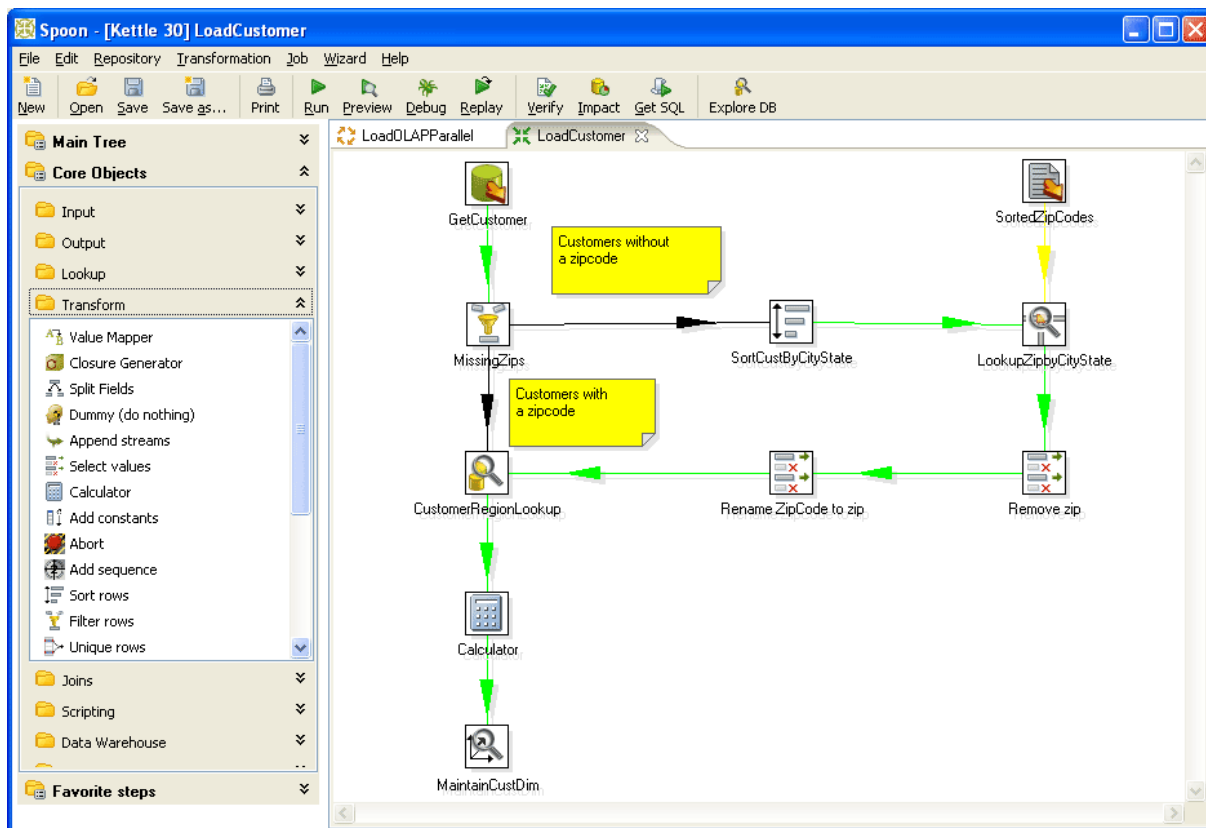 Spoon - [Kettle 30] LoadCustomer
File Edit Repository Transformation Job Wizard Help
New Open Save Save as... Print Run Preview Debug Replay Verify Impact Get SQL Explore DB
Main Tree
Core Objects
Input
Output
Lookup
Transform
Value Mapper
Closure Generator
Split Fields
Dummy (do nothing)
Append streams
Select values
Calculator
Add constants
Abort
Add sequence
Sort rows
Filter rows
Unique rows
Joins
Scripting
Data Warehouse
Favorite steps
LoadOLAPParallel LoadCustomer
GetCustomer
SortedZipCodes
Customers without
a zipcode
MissingZips
SortCustByCityState
LookupZipbyCityState
Customers with
a zipcode
CustomerRegionLookup
Rename ZipCode to zip
Remove zip
Calculator
MaintainCustDim